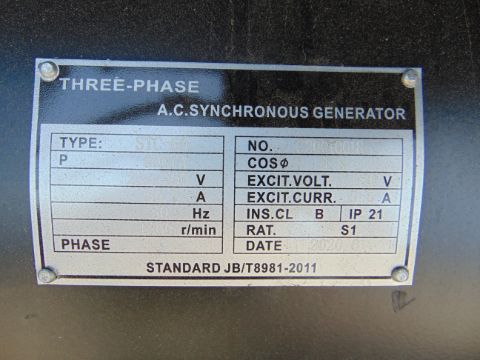 THREE-PHASE
A.C.SYNCHRONOUS GENERATOR
TYPE: NO.
P COSϕ
V EXCIT.VOLT. V
A EXCIT.CURR. A
Hz INS.CL B IP 21
r/min RAT. S1
PHASE DATE
STANDARD JB/T8981-2011